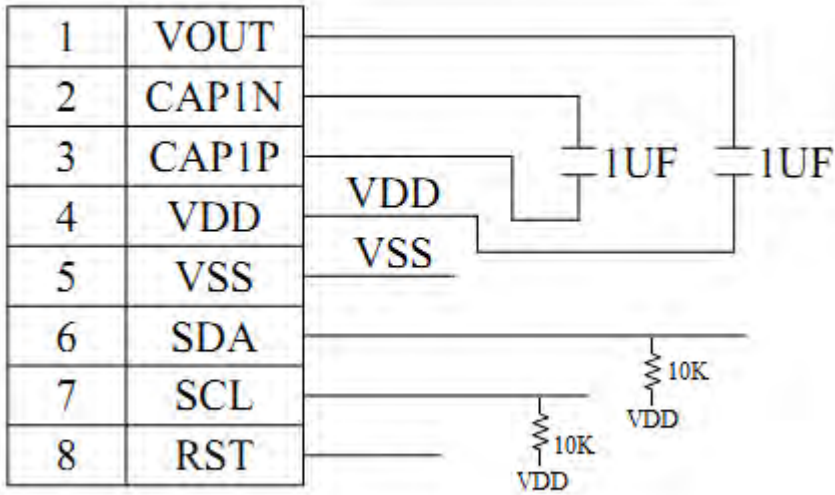 1 VOUT
2 CAP1N
3 CAP1P 1UF 1UF
4 VDD VDD
5 VSS VSS
6 SDA
10K
7 SCL VDD
8 RST 10K
VDD